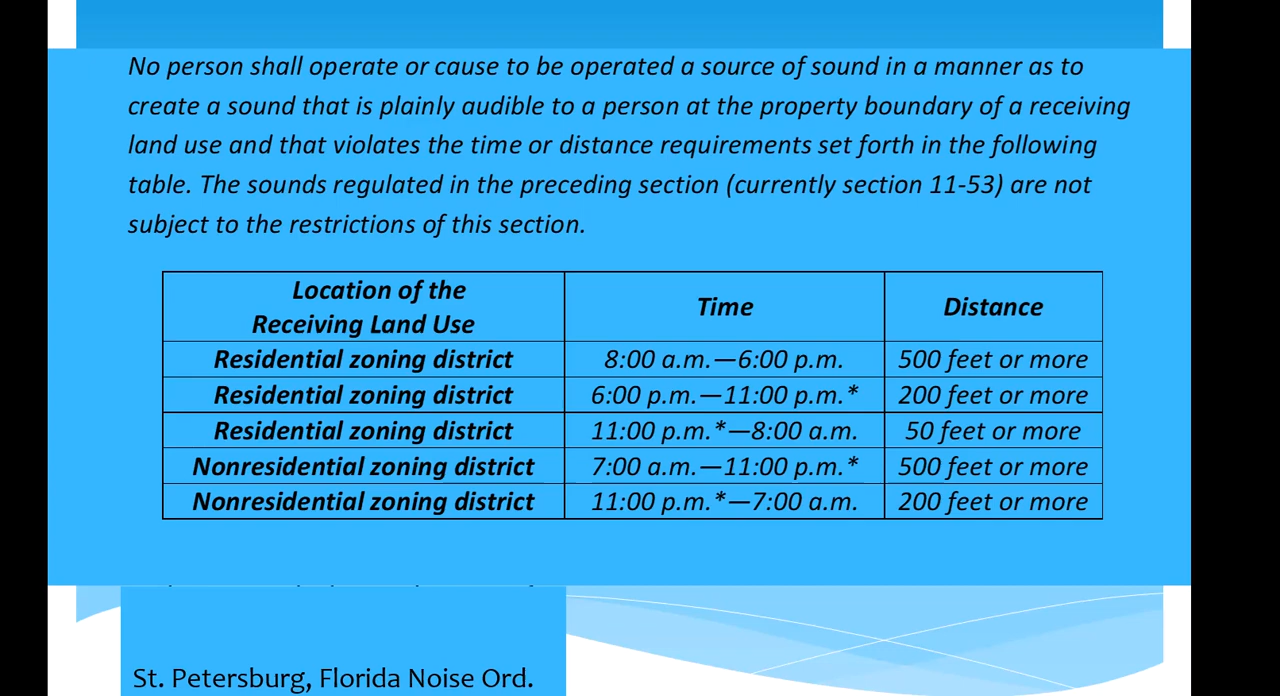 No person shall operate or cause to be operated a source of sound in a manner as to
create a sound that is plainly audible to a person at the property boundary of a receiving
land use and that violates the time or distance requirements set forth in the following
table. The sounds regulated in the preceding section (currently section 11-53) are not
subject to the restrictions of this section.
Location of the
Receiving Land Use Time Distance
Residential zoning district 8:00 a.m.—6:00 p.m. 500 feet or more
Residential zoning district 6:00 p.m.—11:00 p.m.* 200 feet or more
Residential zoning district 11:00 p.m.*—8:00 a.m. 50 feet or more
Nonresidential zoning district 7:00 a.m.—11:00 p.m.* 500 feet or more
Nonresidential zoning district 11:00 p.m.*—7:00 a.m. 200 feet or more
St. Petersburg, Florida Noise Ord.